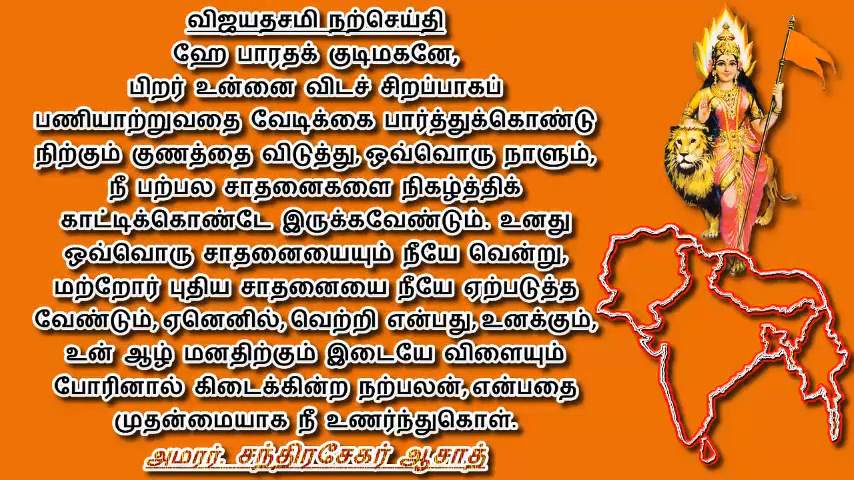 விஜயதசமி நற்செய்தி
ஹே பாரதக் குடிமகனே,
பிறர் உன்னை விடச் சிறப்பாகப்
பணியாற்றுவதை வேடிக்கை பார்த்துக்கொண்டு
நிற்கும் குணத்தை விடுத்து, ஒவ்வொரு நாளும்,
நீ பற்பல சாதனைகளை நிகழ்த்திக்
காட்டிக்கொண்டே இருக்கவேண்டும். உனது
ஒவ்வொரு சாதனையையும் நீயே வென்று,
மற்றோர் புதிய சாதனையை நீயே ஏற்படுத்த
வேண்டும், ஏனெனில், வெற்றி என்பது, உனக்கும்,
உன் ஆழ் மனதிற்கும் இடையே விளையும்
போரினால் கிடைக்கின்ற நற்பலன், என்பதை
முதன்மையாக நீ உணர்ந்துகொள்.
அமரர். சந்திரசேகர் ஆசாத்